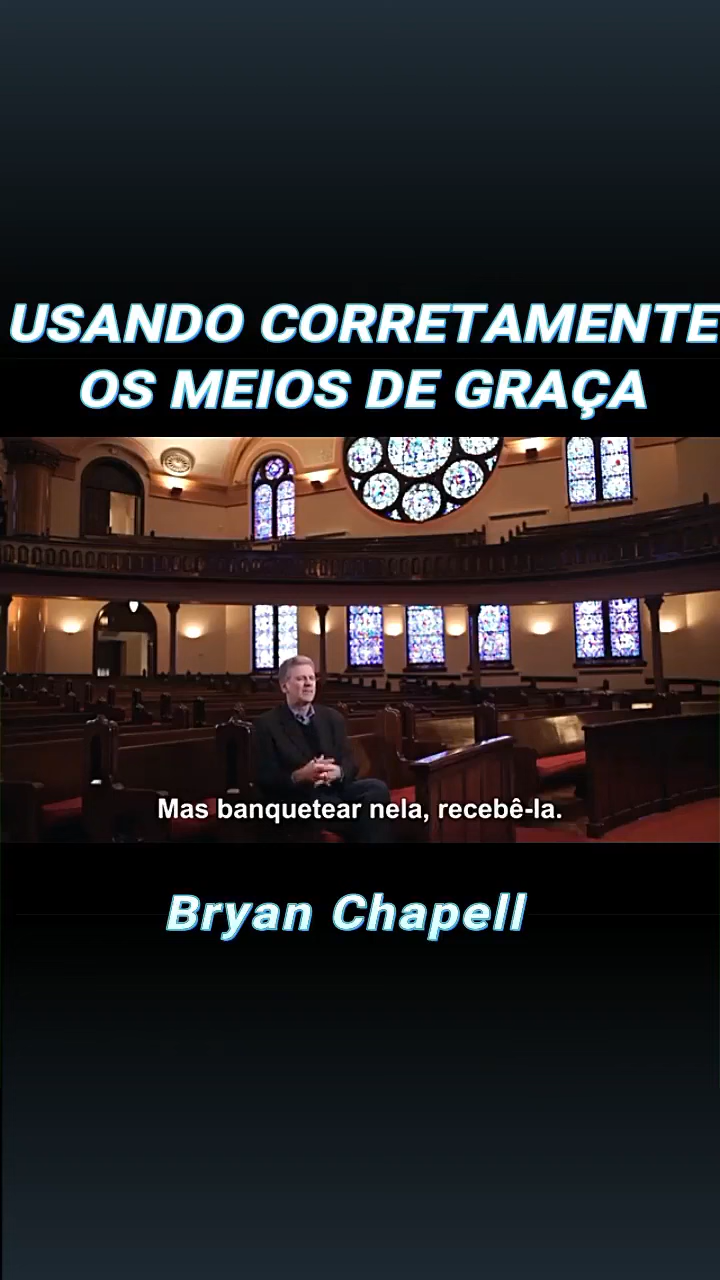 USANDO CORRETAMENTE
OS MEIOS DE GRAÇA
Mas banquetear nela, recebê-la.
Bryan Chapell